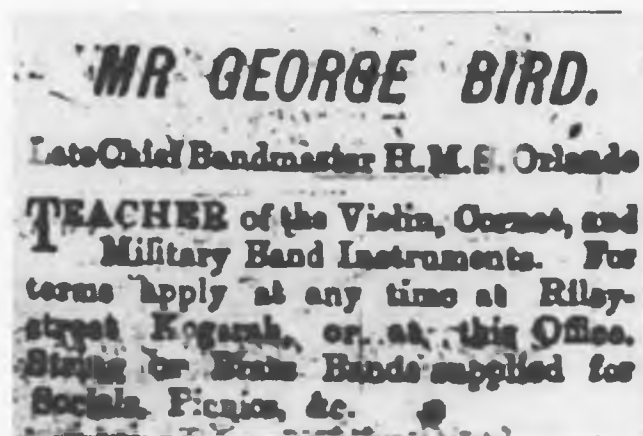 MR GEORGE BIRD.
Late Chief Bandmaster H.M.S. Orlando
TEACHER of the Violin, Cornet, and
Military Band Instruments. For
terms apply at any time at Riley-
street Kogarah, or at this Office.
String or Brass Bands supplied for
Socials, Picnics, &c.